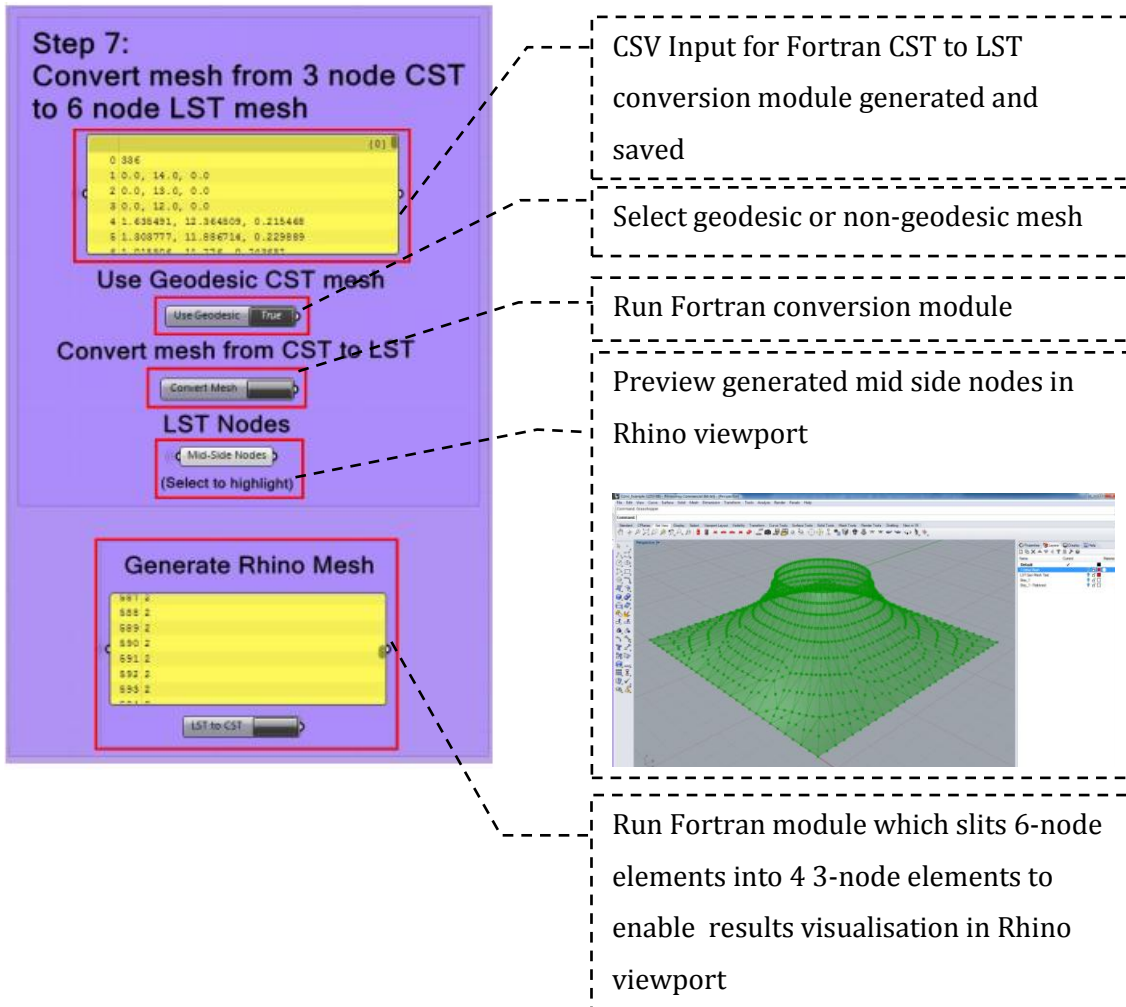 Step 7:
Convert mesh from 3 node CST
to 6 node LST mesh
{0}
0 386
1 0.0, 14.0, 0.0
2 0.0, 13.0, 0.0
3 0.0, 12.0, 0.0
4 1.638491, 12.364809, 0.215468
5 1.808777, 11.886714, 0.229889
Use Geodesic CST mesh
Use Geodesic True
Convert mesh from CST to LST
Convert Mesh
LST Nodes
Mid-Side Nodes
(Select to highlight)
Generate Rhino Mesh
587 2
588 2
589 2
590 2
591 2
592 2
593 2
LST to CST
CSV Input for Fortran CST to LST
conversion module generated and
saved
Select geodesic or non-geodesic mesh
Run Fortran conversion module
Preview generated mid side nodes in
Rhino viewport
Run Fortran module which slits 6-node
elements into 4 3-node elements to
enable results visualisation in Rhino
viewport